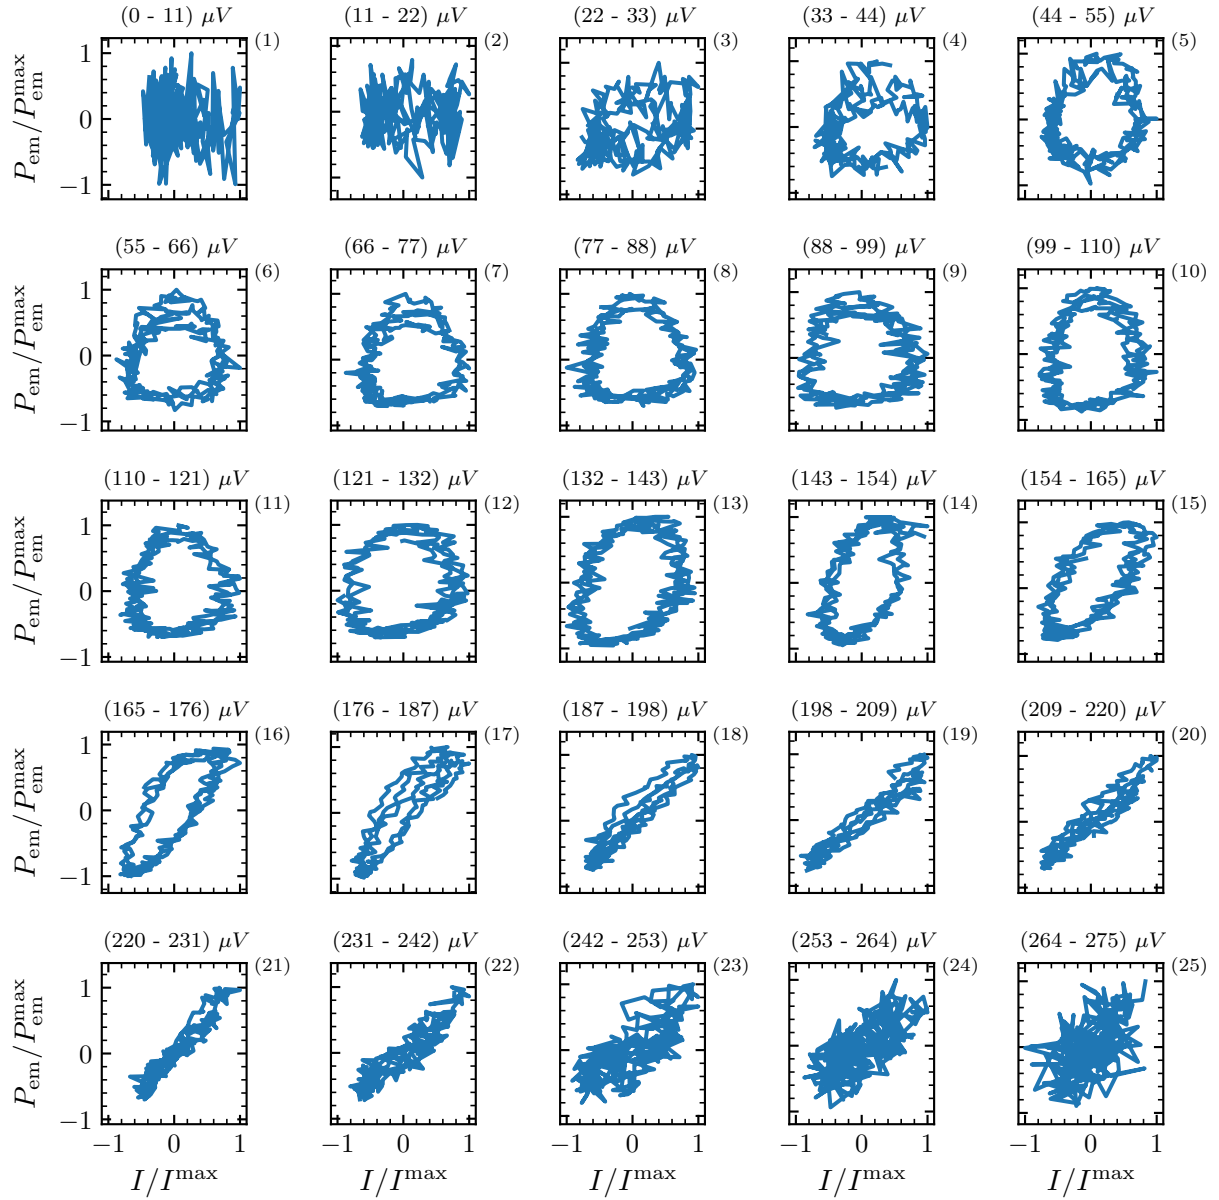 (0 - 11) μV (11 - 22) μV (22 - 33) μV (33 - 44) μV (44 - 55) μV
(1) (2) (3) (4) (5)
1
0
−1
P_em/P_em^max
(55 - 66) μV (66 - 77) μV (77 - 88) μV (88 - 99) μV (99 - 110) μV
(6) (7) (8) (9) (10)
1
0
−1
P_em/P_em^max
(110 - 121) μV (121 - 132) μV (132 - 143) μV (143 - 154) μV (154 - 165) μV
(11) (12) (13) (14) (15)
1
0
−1
P_em/P_em^max
(165 - 176) μV (176 - 187) μV (187 - 198) μV (198 - 209) μV (209 - 220) μV
(16) (17) (18) (19) (20)
1
0
−1
P_em/P_em^max
(220 - 231) μV (231 - 242) μV (242 - 253) μV (253 - 264) μV (264 - 275) μV
(21) (22) (23) (24) (25)
1
0
−1
P_em/P_em^max
−1 0 1 −1 0 1 −1 0 1 −1 0 1 −1 0 1
I/I^max I/I^max I/I^max I/I^max I/I^max